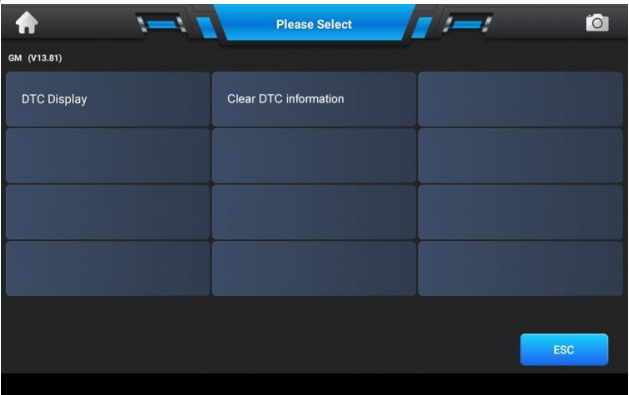 Please Select
GM (V13.81)
DTC Display
Clear DTC information
ESC